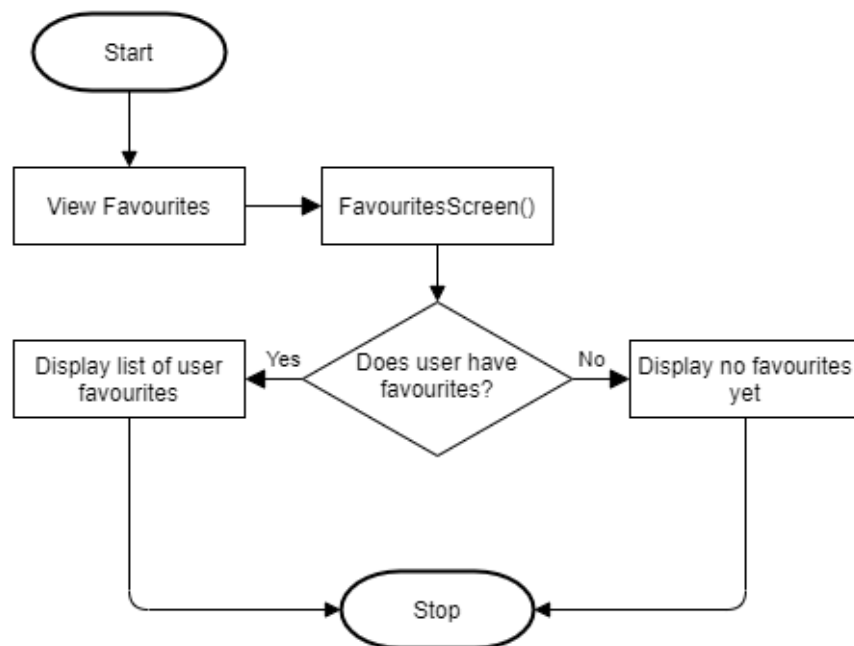 Start
View Favourites
FavouritesScreen()
Does user have
favourites?
Yes
No
Display list of user
favourites
Display no favourites
yet
Stop